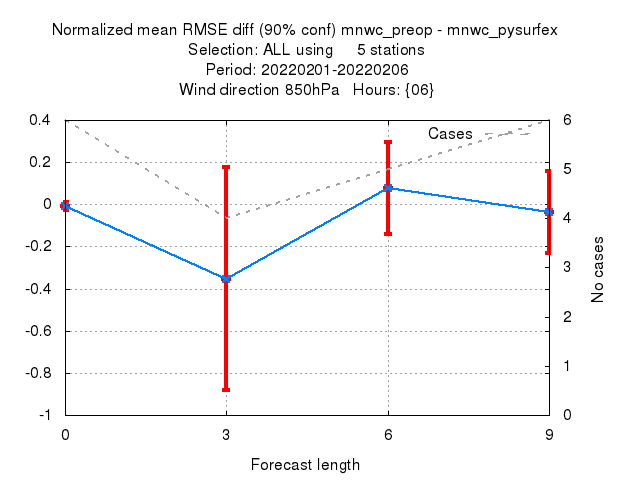 Normalized mean RMSE diff (90% conf) mnwc_preop - mnwc_pysurfex
Selection: ALL using     5 stations
Period: 20220201-20220206
Wind direction 850hPa   Hours: {06}
Cases
0.4
0.2
0
-0.2
-0.4
-0.6
-0.8
-1
6
5
4
3
2
1
0
No cases
0 3 6 9
Forecast length